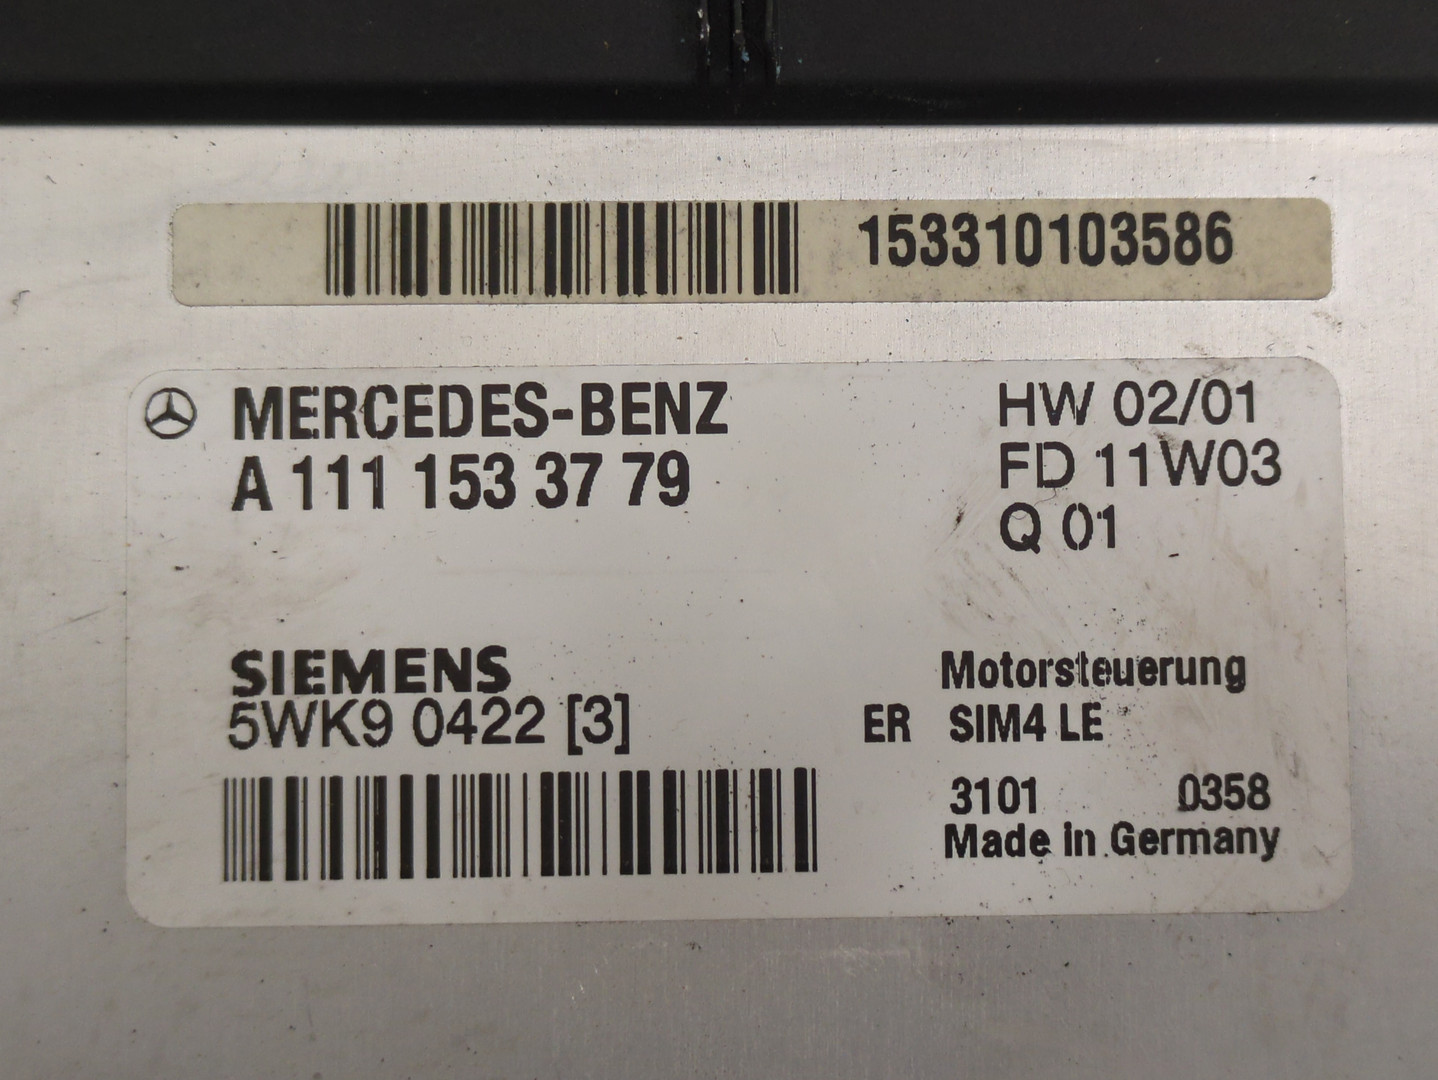 153310103586
MERCEDES-BENZ
A 111 153 37 79
HW 02/01
FD 11W03
Q 01
SIEMENS
5WK9 0422 [3]
Motorsteuerung
ER SIM4 LE
3101 0358
Made in Germany